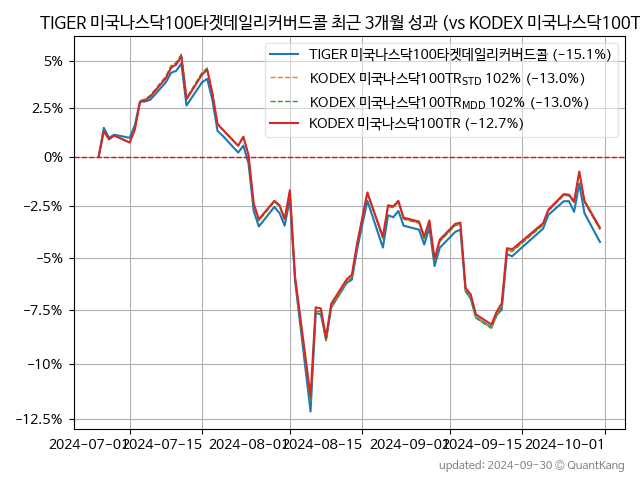 TIGER 미국나스닥100타겟데일리커버드콜 최근 3개월 성과 (vs KODEX 미국나스닥100T
TIGER 미국나스닥100타겟데일리커버드콜 (−15.1%)
KODEX 미국나스닥100TR_STD 102% (−13.0%)
KODEX 미국나스닥100TR_MDD 102% (−13.0%)
KODEX 미국나스닥100TR (−12.7%)
5%
2.5%
0%
−2.5%
−5%
−7.5%
−10%
−12.5%
2024-07-01 2024-07-15 2024-08-01 2024-08-15 2024-09-01 2024-09-15 2024-10-01
updated: 2024-09-30 © QuantKang